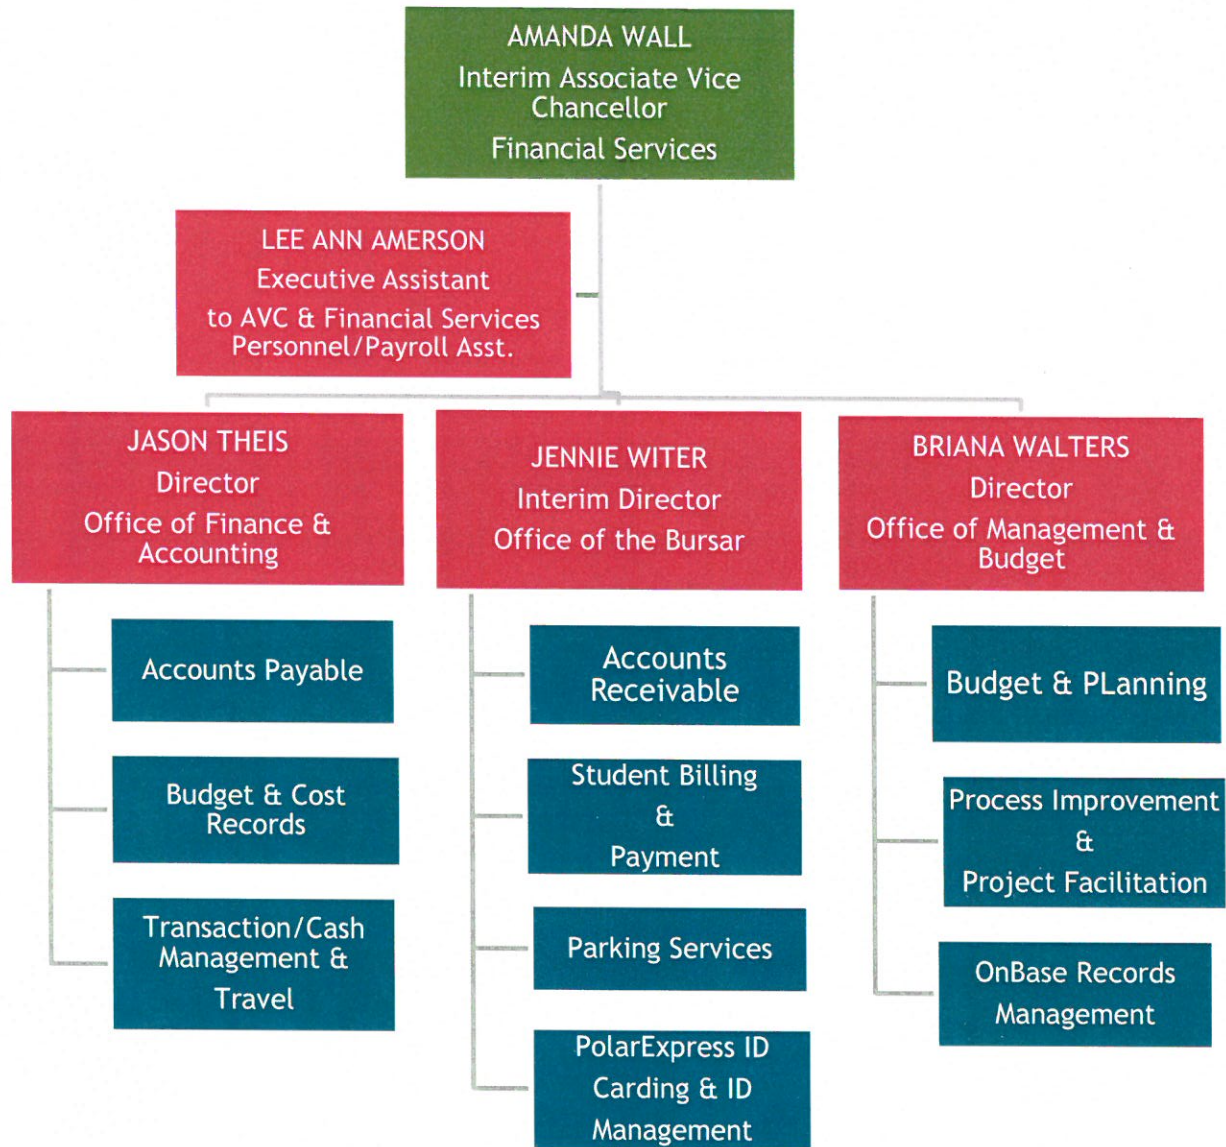 AMANDA WALL
Interim Associate Vice
Chancellor
Financial Services
LEE ANN AMERSON
Executive Assistant
to AVC & Financial Services
Personnel/Payroll Asst.
JASON THEIS
Director
Office of Finance &
Accounting
JENNIE WITER
Interim Director
Office of the Bursar
BRIANA WALTERS
Director
Office of Management &
Budget
Accounts Payable
Budget & Cost
Records
Transaction/Cash
Management &
Travel
Accounts
Receivable
Student Billing
&
Payment
Parking Services
PolarExpress ID
Carding & ID
Management
Budget & PLanning
Process Improvement
&
Project Facilitation
OnBase Records
Management